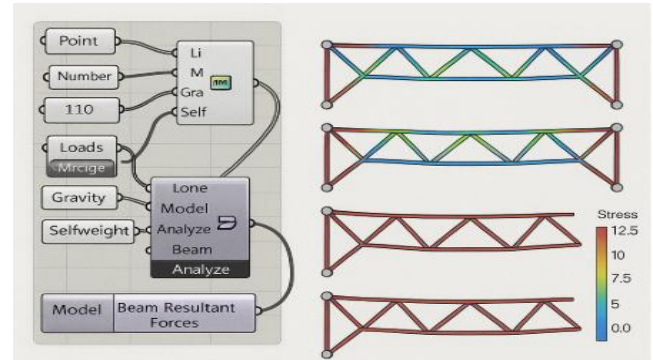 Point
Number
110
Li
M
Gra
Self
Loads
Mrcige
Gravity
Selfweight
Lone
Model
Analyze
Beam
Analyze
Model
Beam Resultant
Forces
Stress
12.5
10
7.5
5
0.0